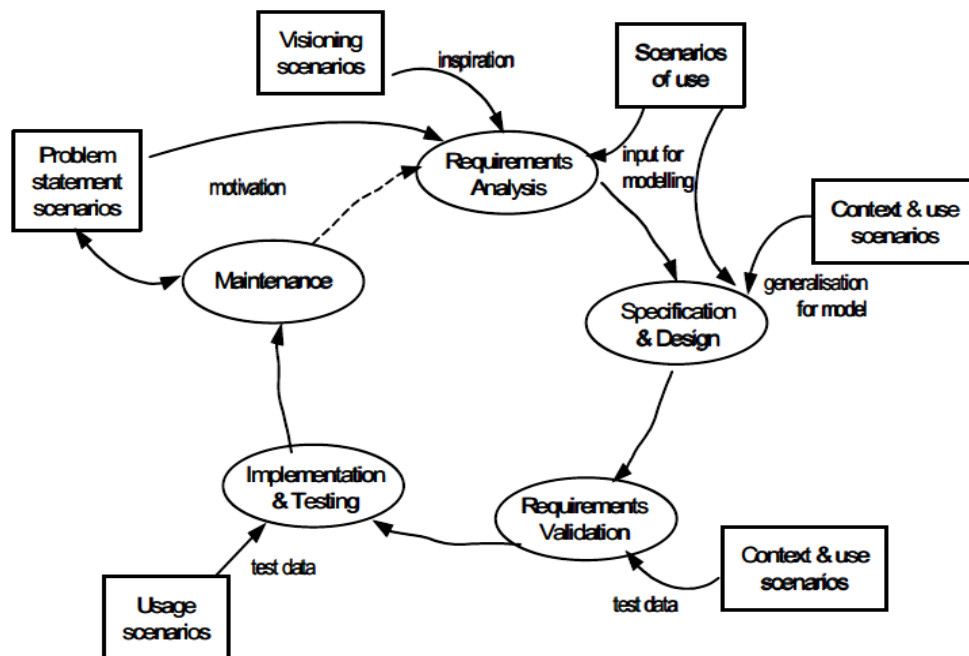 Visioning
scenarios
inspiration
Scenarios
of use
Problem
statement
scenarios
motivation
Requirements
Analysis
input for
modelling
Context & use
scenarios
Maintenance
generalisation
for model
Specification
& Design
Implementation
& Testing
Requirements
Validation
test data
Usage
scenarios
test data
Context & use
scenarios